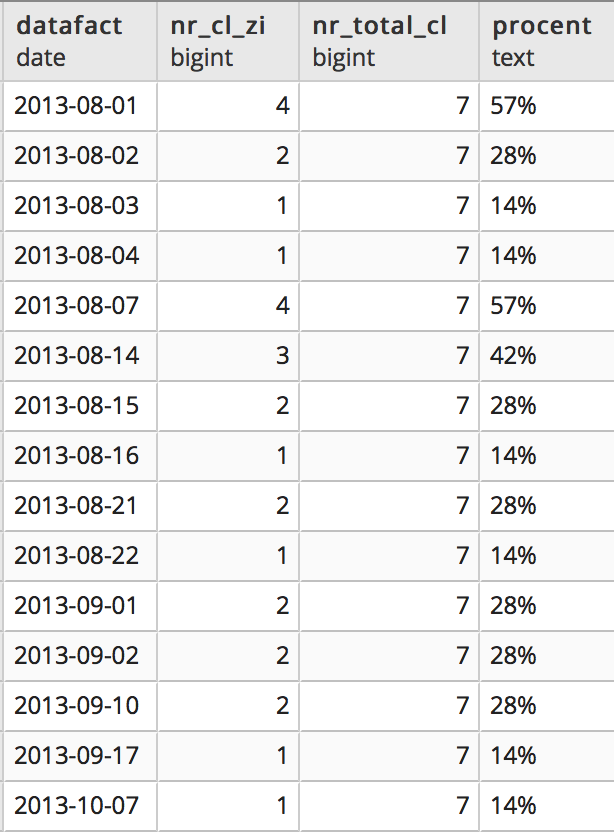 datafact nr_cl_zi nr_total_cl procent
date bigint bigint text
2013-08-01 4 7 57%
2013-08-02 2 7 28%
2013-08-03 1 7 14%
2013-08-04 1 7 14%
2013-08-07 4 7 57%
2013-08-14 3 7 42%
2013-08-15 2 7 28%
2013-08-16 1 7 14%
2013-08-21 2 7 28%
2013-08-22 1 7 14%
2013-09-01 2 7 28%
2013-09-02 2 7 28%
2013-09-10 2 7 28%
2013-09-17 1 7 14%
2013-10-07 1 7 14%